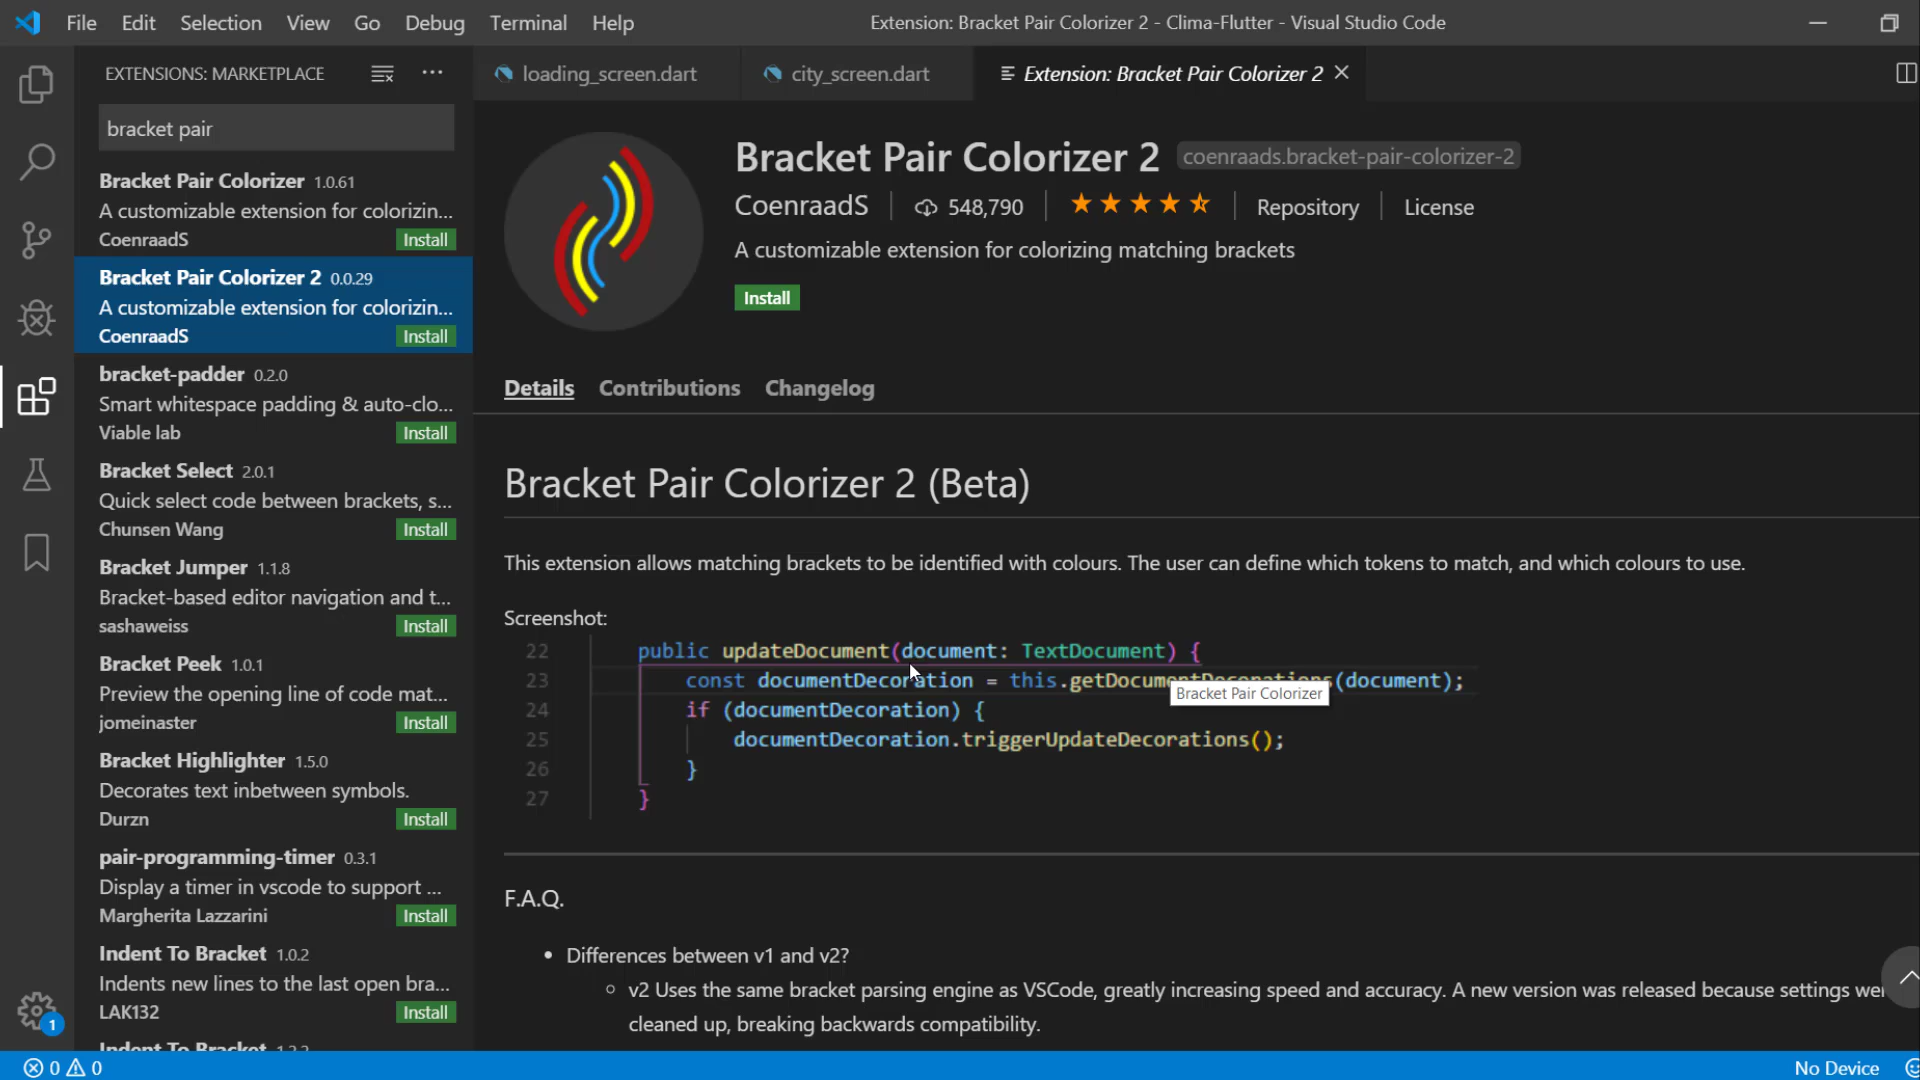 File Edit Selection View Go Debug Terminal Help Extension: Bracket Pair Colorizer 2 - Clima-Flutter - Visual Studio Code
EXTENSIONS: MARKETPLACE
loading_screen.dart city_screen.dart Extension: Bracket Pair Colorizer 2
bracket pair
Bracket Pair Colorizer 1.0.61
A customizable extension for colorizin...
CoenraadS Install
Bracket Pair Colorizer 2 0.0.29
A customizable extension for colorizin...
CoenraadS Install
bracket-padder 0.2.0
Smart whitespace padding & auto-clo...
Viable lab Install
Bracket Select 2.0.1
Quick select code between brackets, s...
Chunsen Wang Install
Bracket Jumper 1.1.8
Bracket-based editor navigation and t...
sashaweiss Install
Bracket Peek 1.0.1
Preview the opening line of code mat...
jomeinaster Install
Bracket Highlighter 1.5.0
Decorates text inbetween symbols.
Durzn Install
pair-programming-timer 0.3.1
Display a timer in vscode to support ...
Margherita Lazzarini Install
Indent To Bracket 1.0.2
Indents new lines to the last open bra...
LAK132 Install
Indent To Bracket
Bracket Pair Colorizer 2 coenraads.bracket-pair-colorizer-2
CoenraadS 548,790 Repository License
A customizable extension for colorizing matching brackets
Install
Details Contributions Changelog
Bracket Pair Colorizer 2 (Beta)
This extension allows matching brackets to be identified with colours. The user can define which tokens to match, and which colours to use.
Screenshot:
22 public updateDocument(document: TextDocument) {
23 const documentDecoration = this.getDocumentDecorations(document);
Bracket Pair Colorizer
24 if (documentDecoration) {
25 documentDecoration.triggerUpdateDecorations();
26 }
27 }
F.A.Q.
• Differences between v1 and v2?
v2 Uses the same bracket parsing engine as VSCode, greatly increasing speed and accuracy. A new version was released because settings wer
cleaned up, breaking backwards compatibility.
1
0 0 No Device